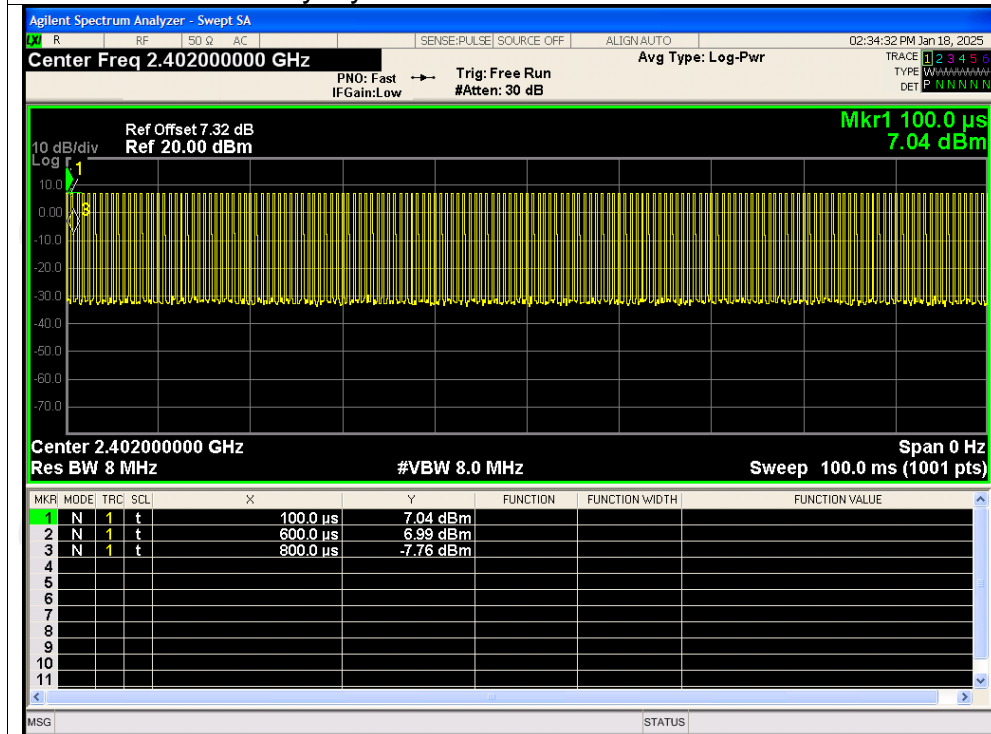 Agilent Spectrum Analyzer - Swept SA
LXI R RF 50 Ω AC SENSE:PULSE SOURCE OFF ALIGN AUTO 02:34:32 PM Jan 18, 2025
Center Freq 2.402000000 GHz
PNO: Fast IFGain:Low
Trig: Free Run
#Atten: 30 dB
Avg Type: Log-Pwr
TRACE 1 2 3 4 5 6
TYPE W
DET P N N N N N
Mkr1 100.0 µs
7.04 dBm
Ref Offset 7.32 dB
10 dB/div Ref 20.00 dBm
Log
1
10.0
0.00
3
-10.0
-20.0
-30.0
-40.0
-50.0
-60.0
-70.0
Center 2.402000000 GHz Span 0 Hz
Res BW 8 MHz #VBW 8.0 MHz Sweep 100.0 ms (1001 pts)
MKR MODE TRC SCL X Y FUNCTION FUNCTION WIDTH FUNCTION VALUE
1 N 1 t 100.0 µs 7.04 dBm
2 N 1 t 600.0 µs 6.99 dBm
3 N 1 t 800.0 µs -7.76 dBm
4
5
6
7
8
9
10
11
MSG STATUS